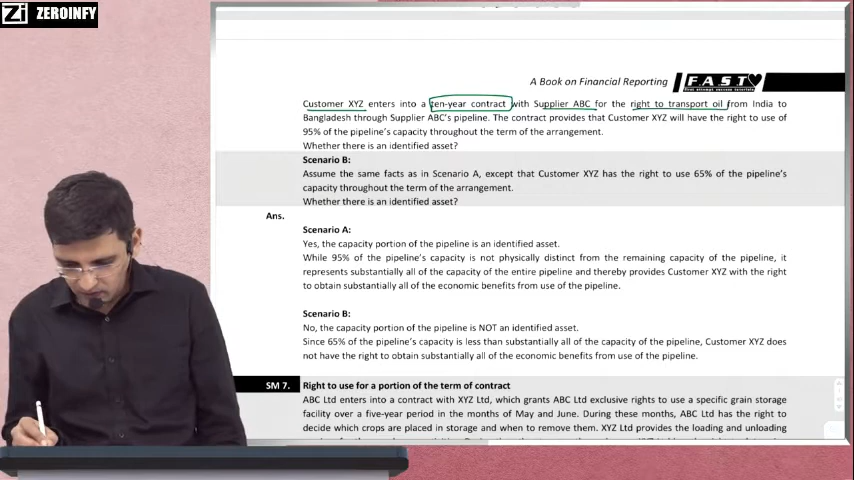 Zi ZEROINFY
A Book on Financial Reporting
F.A.S.T
first attempt success tutorials
Customer XYZ enters into a ten-year contract with Supplier ABC for the right to transport oil from India to
Bangladesh through Supplier ABC's pipeline. The contract provides that Customer XYZ will have the right to use of
95% of the pipeline's capacity throughout the term of the arrangement.
Whether there is an identified asset?
Scenario B:
Assume the same facts as in Scenario A, except that Customer XYZ has the right to use 65% of the pipeline's
capacity throughout the term of the arrangement.
Whether there is an identified asset?
Ans.
Scenario A:
Yes, the capacity portion of the pipeline is an identified asset.
While 95% of the pipeline's capacity is not physically distinct from the remaining capacity of the pipeline, it
represents substantially all of the capacity of the entire pipeline and thereby provides Customer XYZ with the right
to obtain substantially all of the economic benefits from use of the pipeline.
Scenario B:
No, the capacity portion of the pipeline is NOT an identified asset.
Since 65% of the pipeline's capacity is less than substantially all of the capacity of the pipeline, Customer XYZ does
not have the right to obtain substantially all of the economic benefits from use of the pipeline.
SM 7. Right to use for a portion of the term of contract
ABC Ltd enters into a contract with XYZ Ltd, which grants ABC Ltd exclusive rights to use a specific grain storage
facility over a five-year period in the months of May and June. During these months, ABC Ltd has the right to
decide which crops are placed in storage and when to remove them. XYZ Ltd provides the loading and unloading